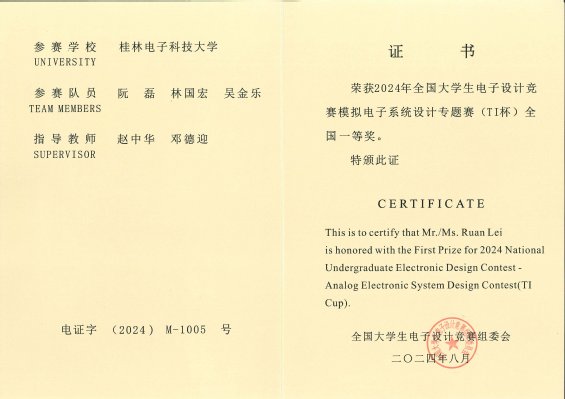 参 赛 学 校 桂林电子科技大学
UNIVERSITY
参 赛 队 员 阮 磊 林国宏 吴金乐
TEAM MEMBERS
指 导 教 师 赵中华 邓德迎
SUPERVISOR
电证字 (2024) M-1005 号
证 书
荣获2024年全国大学生电子设计竞
赛模拟电子系统设计专题赛（TI杯）全
国一等奖。
特颁此证
CERTIFICATE
This is to certify that Mr./Ms. Ruan Lei
is honored with the First Prize for 2024 National
Undergraduate Electronic Design Contest -
Analog Electronic System Design Contest(TI
Cup).
全国大学生电子设计竞赛组委会
二〇二四年八月